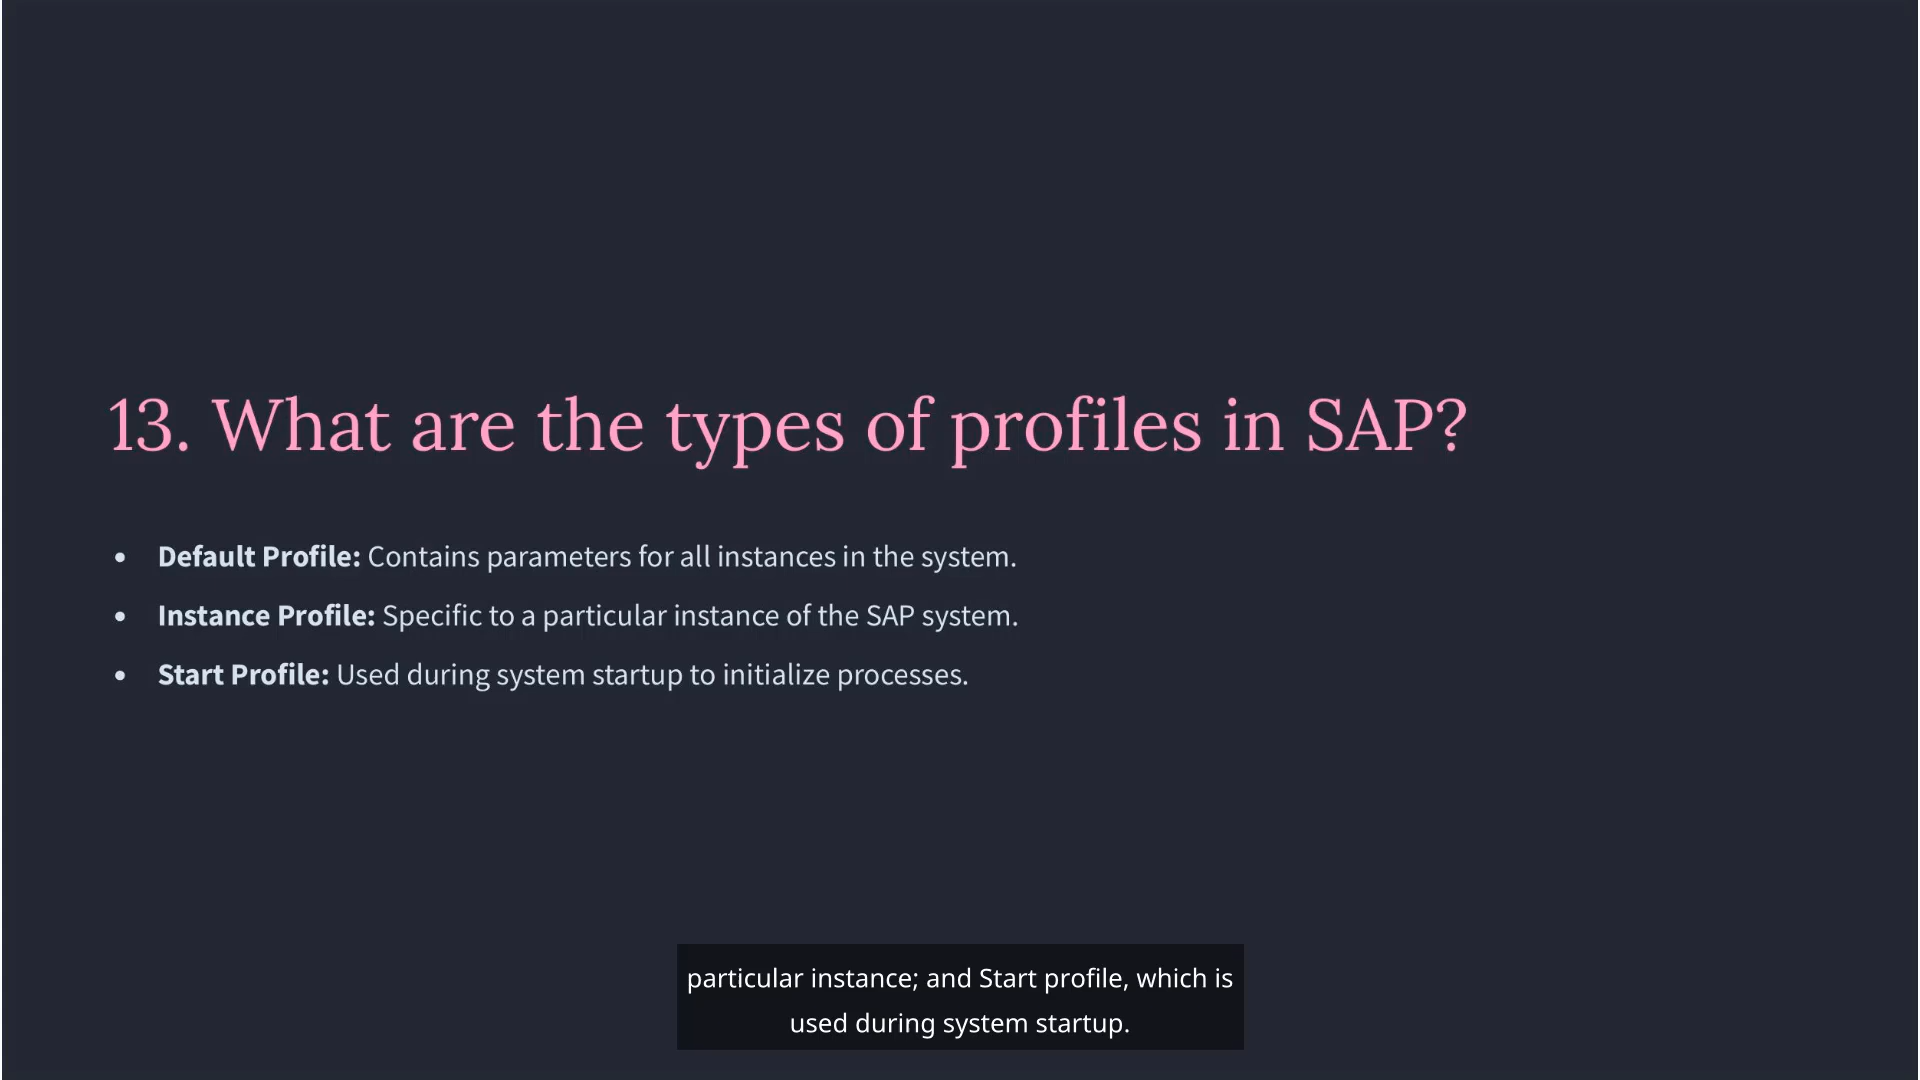 13. What are the types of profiles in SAP?
• Default Profile: Contains parameters for all instances in the system.
• Instance Profile: Specific to a particular instance of the SAP system.
• Start Profile: Used during system startup to initialize processes.
particular instance; and Start profile, which is
used during system startup.